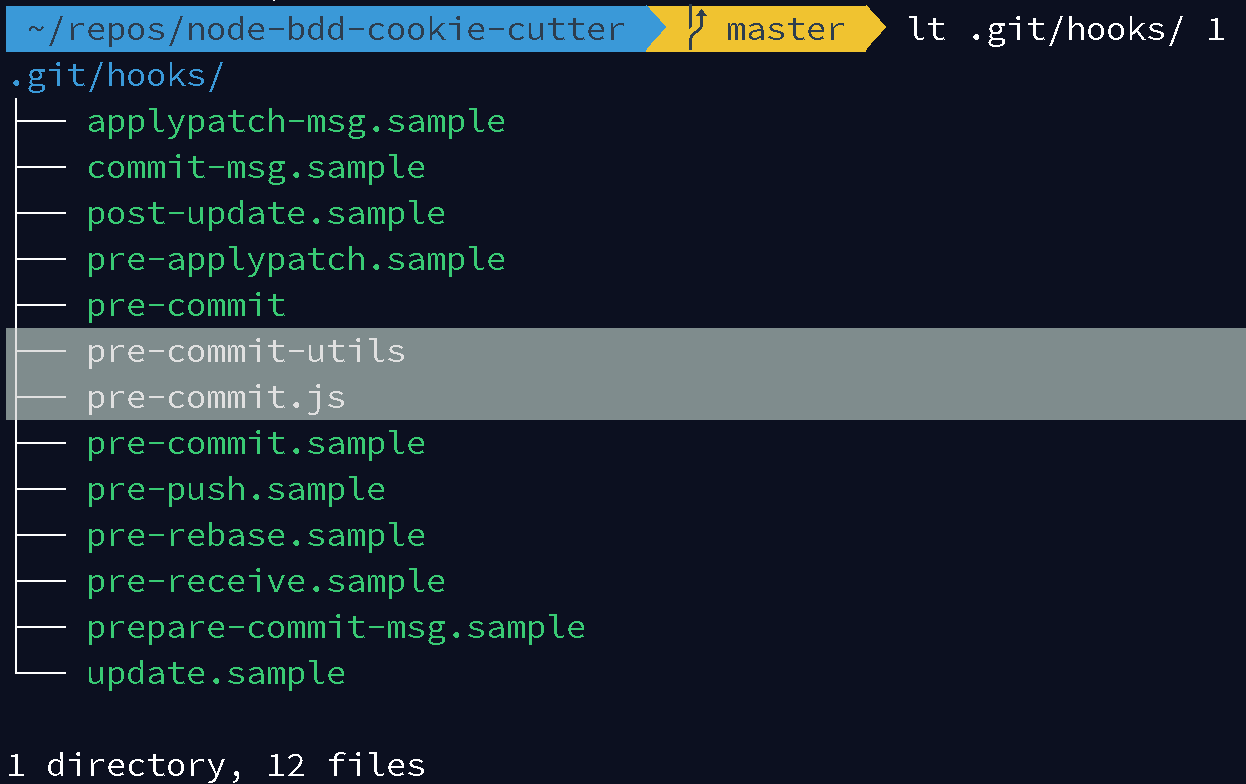 ~/repos/node-bdd-cookie-cutter master lt .git/hooks/ 1
.git/hooks/
├── applypatch-msg.sample
├── commit-msg.sample
├── post-update.sample
├── pre-applypatch.sample
├── pre-commit
├── pre-commit-utils
├── pre-commit.js
├── pre-commit.sample
├── pre-push.sample
├── pre-rebase.sample
├── pre-receive.sample
├── prepare-commit-msg.sample
└── update.sample
1 directory, 12 files